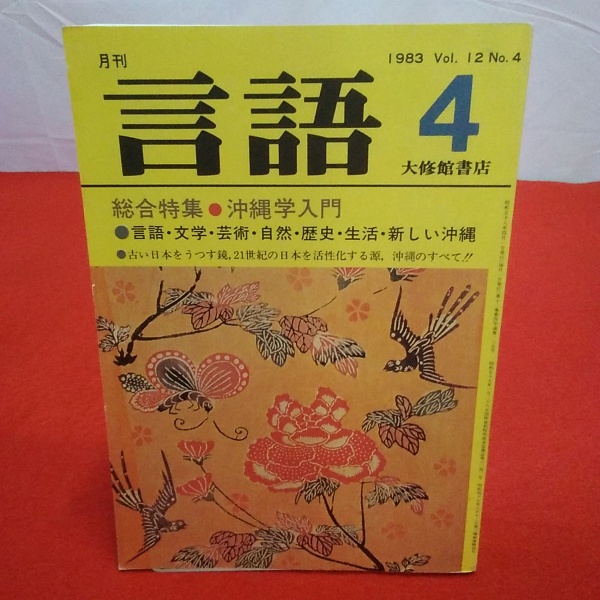 月刊
1983 Vol. 12 No. 4
言語
4
大修館書店
総合特集●沖縄学入門
●言語・文学・芸術・自然・歴史・生活・新しい沖縄
●古い日本をうつす鏡,21世紀の日本を活性化する源,沖縄のすべて!!